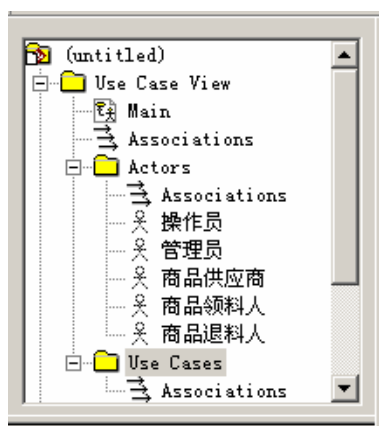 (untitled)
Use Case View
Main
Associations
Actors
Associations
操作员
管理员
商品供应商
商品领料人
商品退料人
Use Cases
Associations